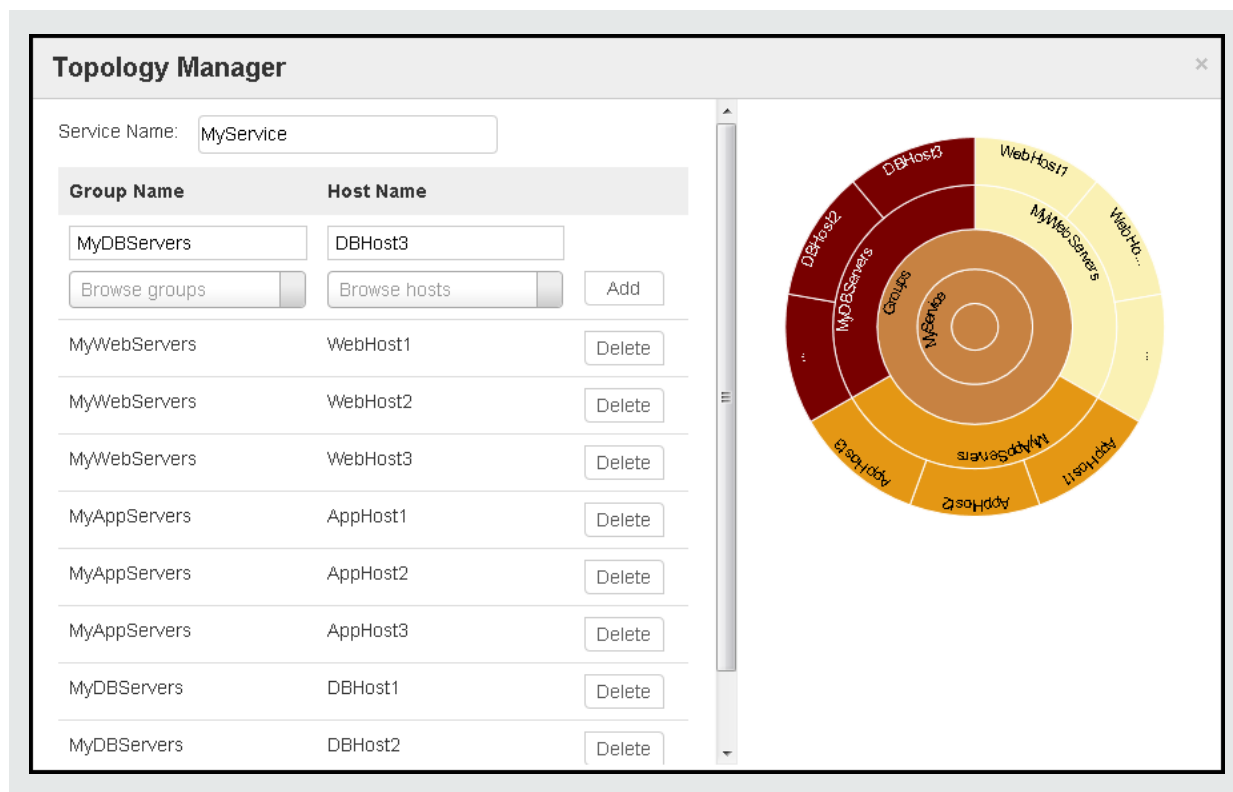 Topology Manager
×
Service Name: MyService
Group Name Host Name
MyDBServers DBHost3
Browse groups Browse hosts Add
MyWebServers WebHost1 Delete
MyWebServers WebHost2 Delete
MyWebServers WebHost3 Delete
MyAppServers AppHost1 Delete
MyAppServers AppHost2 Delete
MyAppServers AppHost3 Delete
MyDBServers DBHost1 Delete
MyDBServers DBHost2 Delete
DBHost3
WebHost1
DBHost2
WebHo...
MyDBServers
MyWebServers
Groups
MyService
...
...
MyAppServers
AppHost3
AppHost2
AppHost1